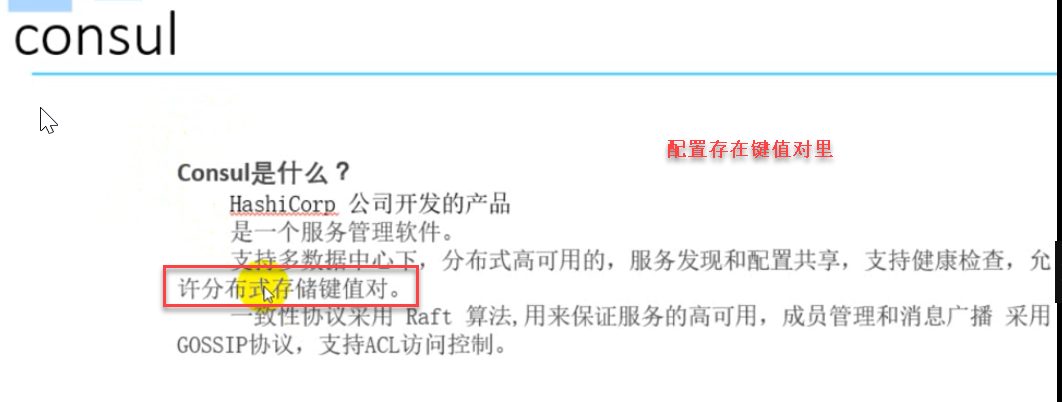 consul
配置存在键值对里
Consul是什么？
HashiCorp 公司开发的产品
是一个服务管理软件。
支持多数据中心下，分布式高可用的，服务发现和配置共享，支持健康检查，允
许分布式存储键值对。
一致性协议采用 Raft 算法,用来保证服务的高可用，成员管理和消息广播 采用
GOSSIP协议，支持ACL访问控制。